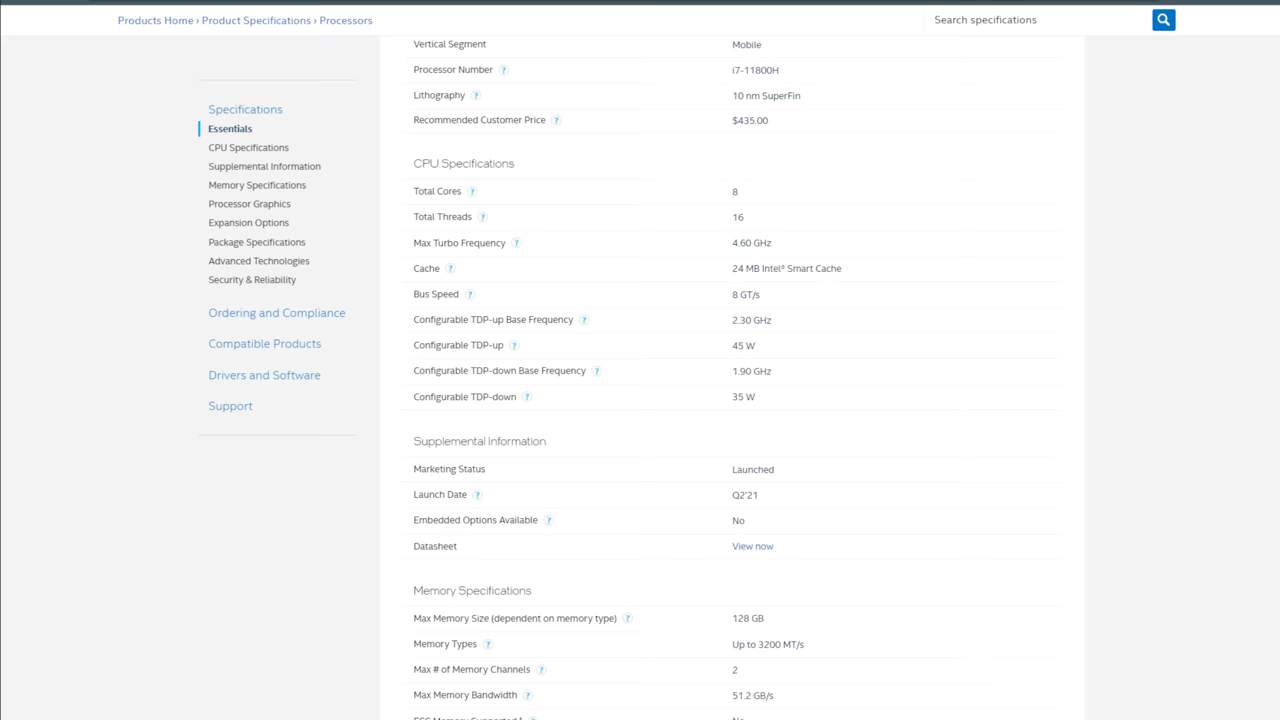 Products Home › Product Specifications › Processors
Search specifications
Specifications
Essentials
CPU Specifications
Supplemental Information
Memory Specifications
Processor Graphics
Expansion Options
Package Specifications
Advanced Technologies
Security & Reliability
Ordering and Compliance
Compatible Products
Drivers and Software
Support
Vertical Segment Mobile
Processor Number ? i7-11800H
Lithography ? 10 nm SuperFin
Recommended Customer Price ? $435.00
CPU Specifications
Total Cores ? 8
Total Threads ? 16
Max Turbo Frequency ? 4.60 GHz
Cache ? 24 MB Intel® Smart Cache
Bus Speed ? 8 GT/s
Configurable TDP-up Base Frequency ? 2.30 GHz
Configurable TDP-up ? 45 W
Configurable TDP-down Base Frequency ? 1.90 GHz
Configurable TDP-down ? 35 W
Supplemental Information
Marketing Status Launched
Launch Date ? Q2'21
Embedded Options Available ? No
Datasheet View now
Memory Specifications
Max Memory Size (dependent on memory type) ? 128 GB
Memory Types ? Up to 3200 MT/s
Max # of Memory Channels ? 2
Max Memory Bandwidth ? 51.2 GB/s
ECC Memory Supported ? No